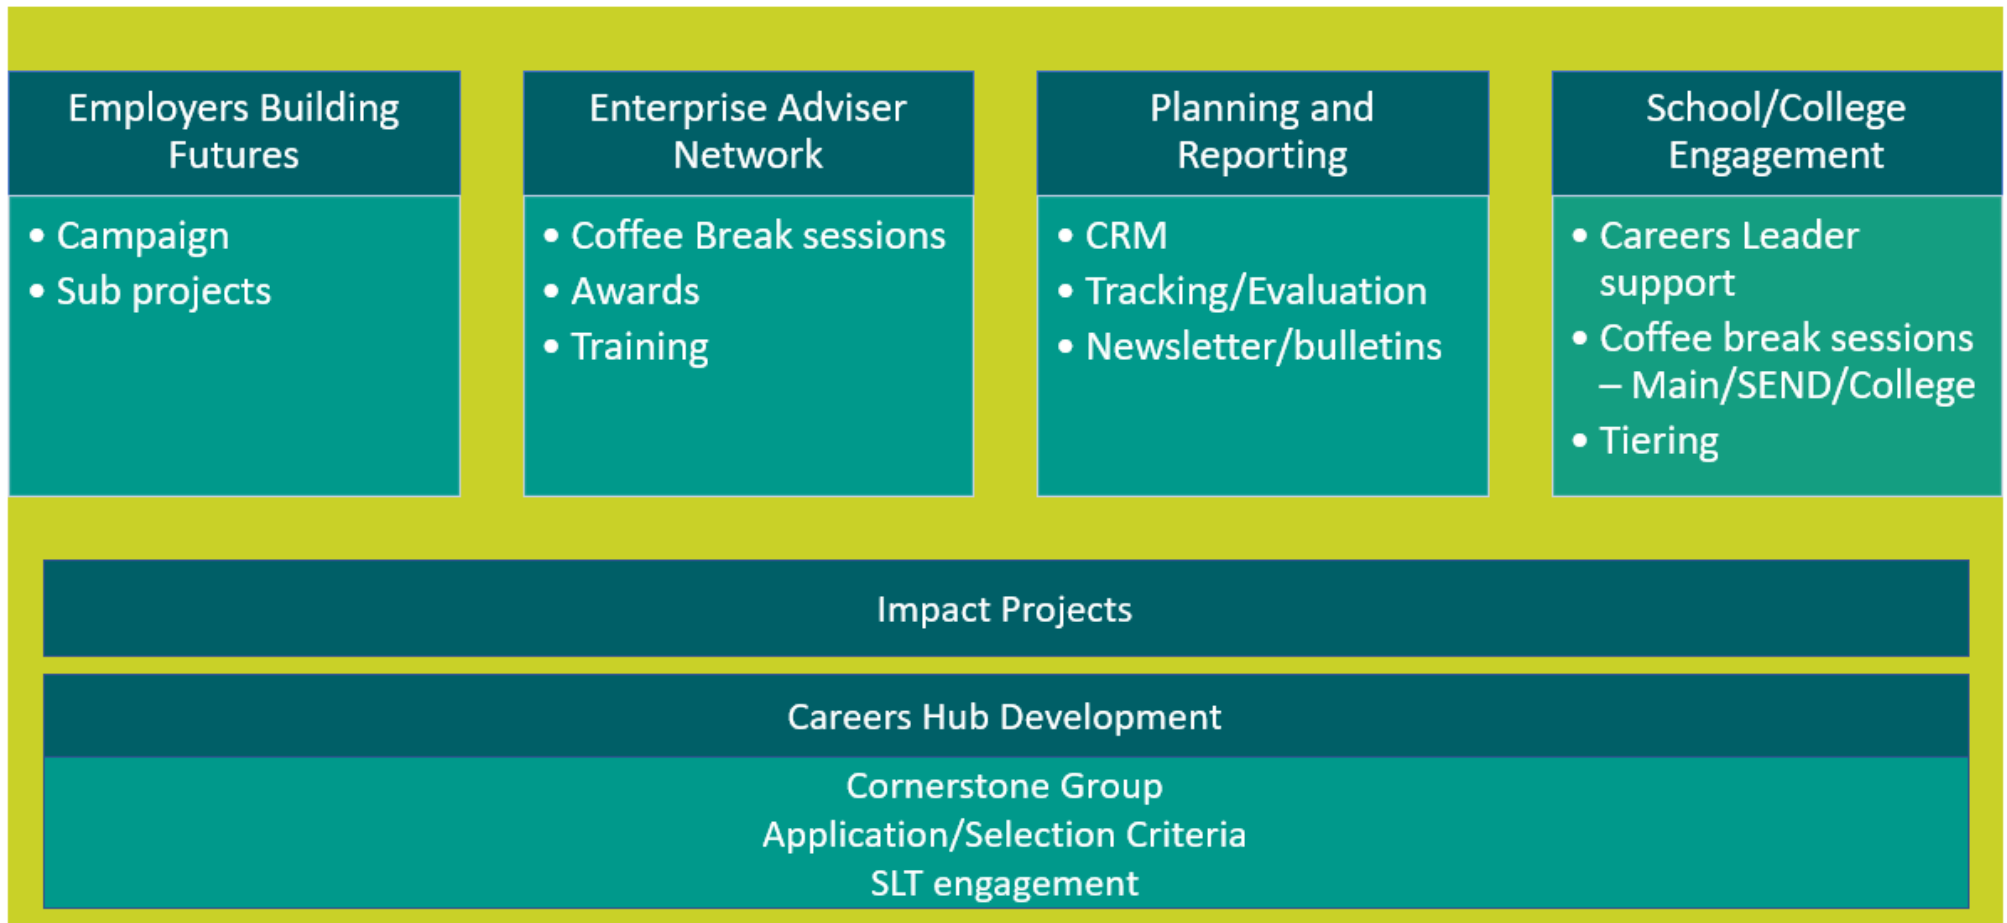 Employers Building
Futures
• Campaign
• Sub projects
Enterprise Adviser
Network
• Coffee Break sessions
• Awards
• Training
Planning and
Reporting
• CRM
• Tracking/Evaluation
• Newsletter/bulletins
School/College
Engagement
• Careers Leader
support
• Coffee break sessions
– Main/SEND/College
• Tiering
Impact Projects
Careers Hub Development
Cornerstone Group
Application/Selection Criteria
SLT engagement